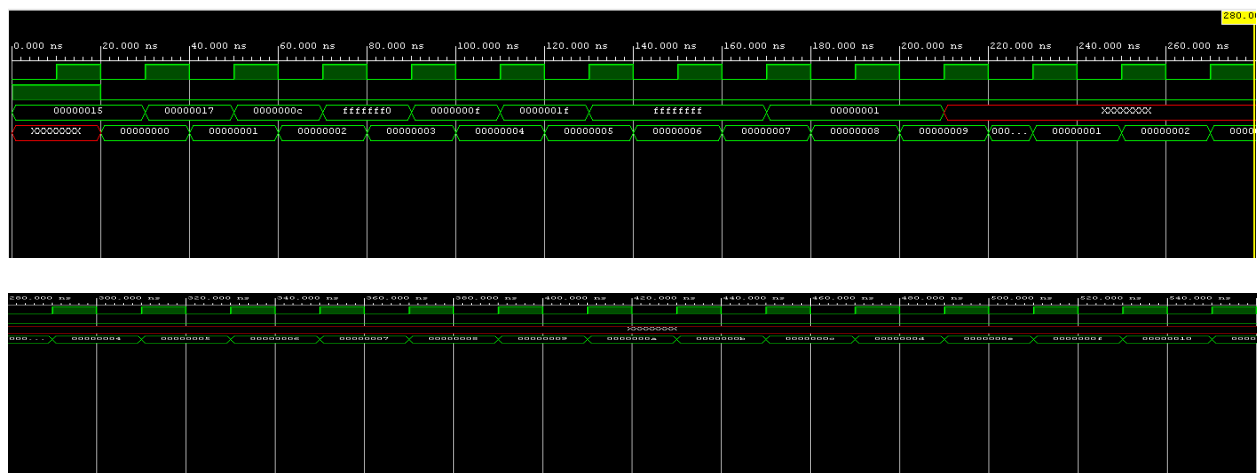 280.0
0.000 ns 20.000 ns 40.000 ns 60.000 ns 80.000 ns 100.000 ns 120.000 ns 140.000 ns 160.000 ns 180.000 ns 200.000 ns 220.000 ns 240.000 ns 260.000 ns
00000015 00000017 0000000c fffffff0 0000000f 0000001f ffffffff 00000001 XXXXXXXX
XXXXXXXX 00000000 00000001 00000002 00000003 00000004 00000005 00000006 00000007 00000008 00000009 000... 00000001 00000002 0000
280.000 ns 300.000 ns 320.000 ns 340.000 ns 360.000 ns 380.000 ns 400.000 ns 420.000 ns 440.000 ns 460.000 ns 480.000 ns 500.000 ns 520.000 ns 540.000 ns
XXXXXXXX
000... 00000004 00000005 00000006 00000007 00000008 00000009 0000000a 0000000b 0000000c 0000000d 0000000e 0000000f 00000010 0000